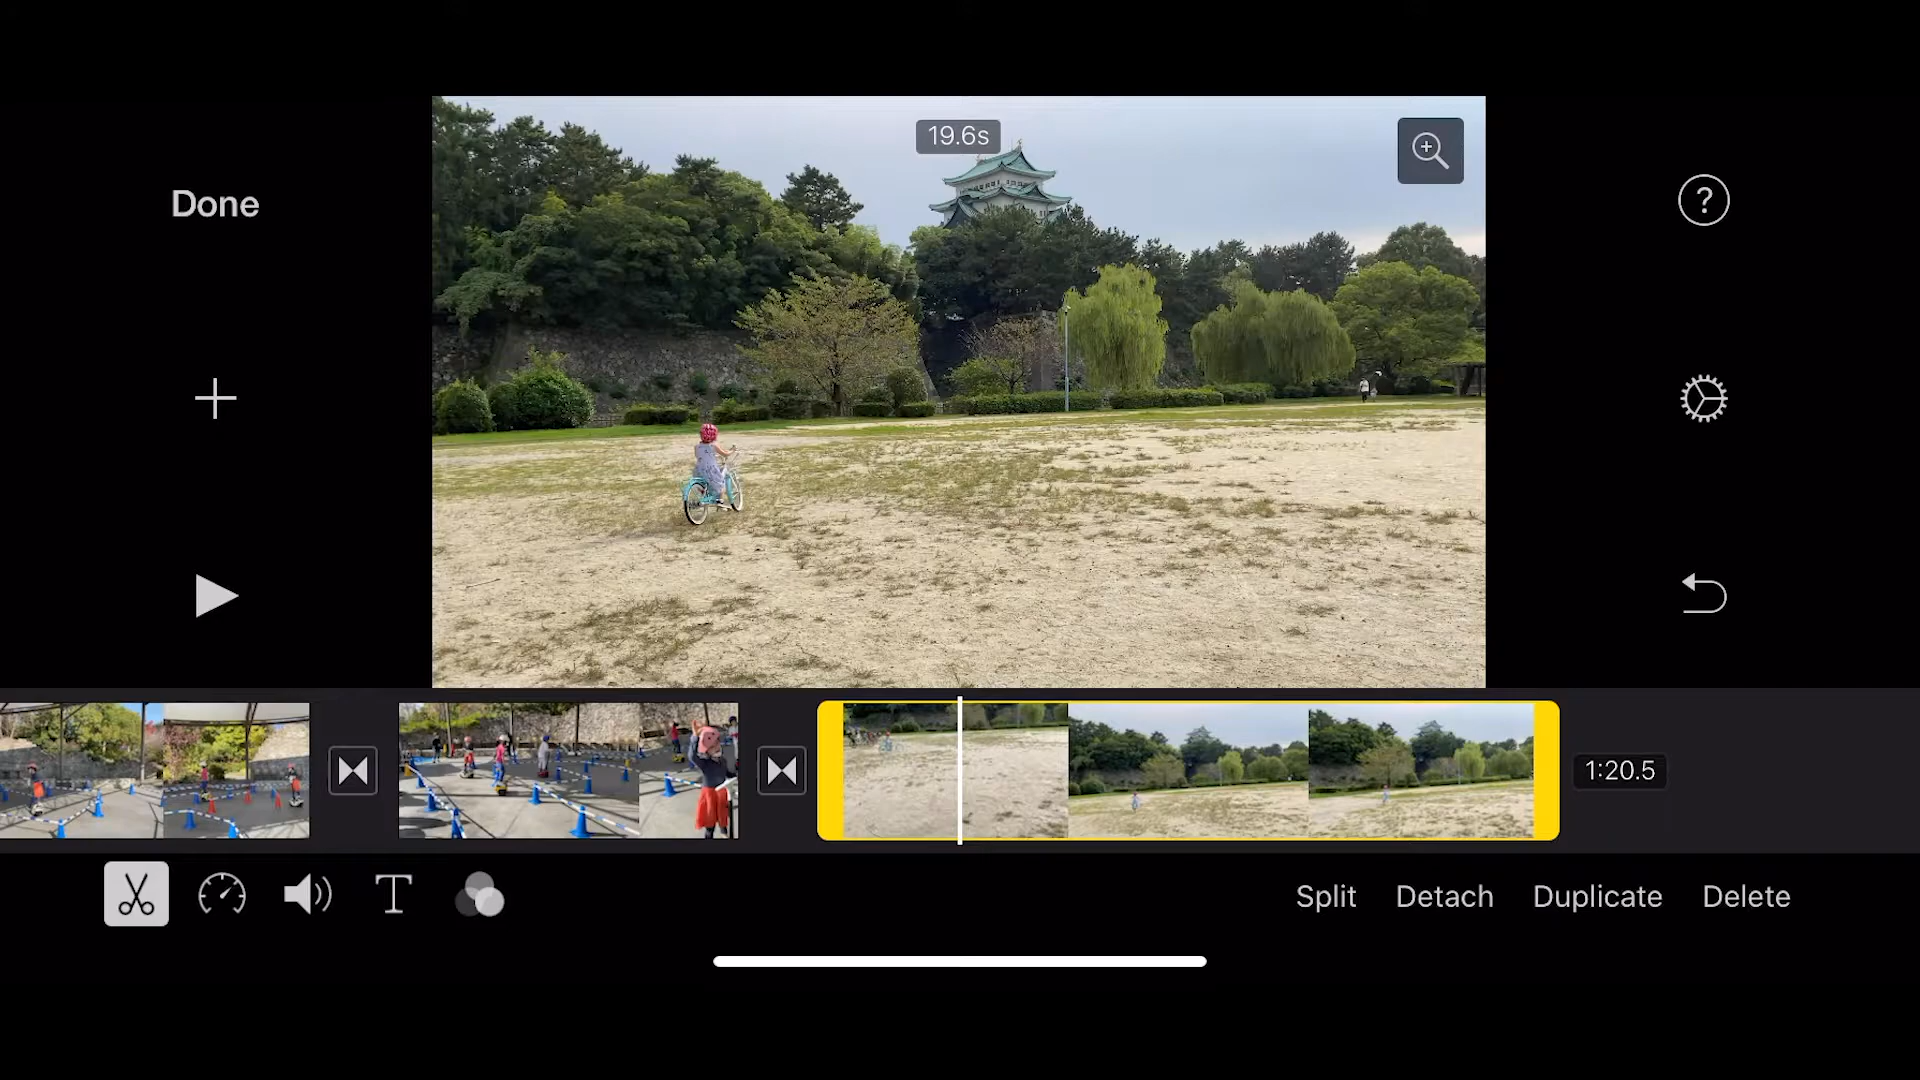 19.6s
Done
?
1:20.5
T
Split
Detach
Duplicate
Delete